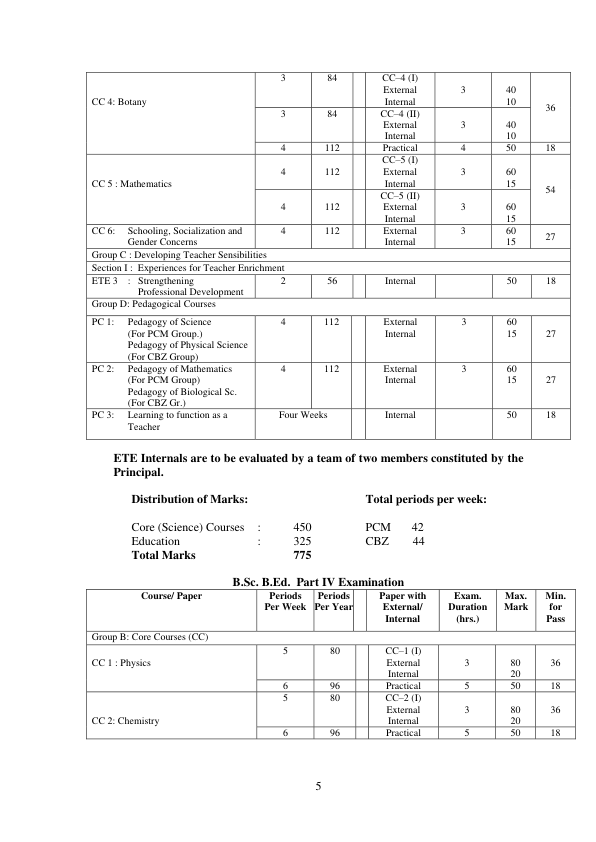 3 84 CC–4 (I)
External 3 40
CC 4: Botany Internal 10
36
3 84 CC–4 (II)
External 3 40
Internal 10
4 112 Practical 4 50 18
CC–5 (I)
4 112 External 3 60
CC 5 : Mathematics Internal 15
54
CC–5 (II)
4 112 External 3 60
Internal 15
CC 6: Schooling, Socialization and 4 112 External 3 60
Gender Concerns Internal 15 27
Group C : Developing Teacher Sensibilities
Section I : Experiences for Teacher Enrichment
ETE 3 : Strengthening 2 56 Internal 50 18
Professional Development
Group D: Pedagogical Courses
PC 1: Pedagogy of Science 4 112 External 3 60
(For PCM Group.) Internal 15 27
Pedagogy of Physical Science
(For CBZ Group)
PC 2: Pedagogy of Mathematics 4 112 External 3 60
(For PCM Group) Internal 15 27
Pedagogy of Biological Sc.
(For CBZ Gr.)
PC 3: Learning to function as a Four Weeks Internal 50 18
Teacher
ETE Internals are to be evaluated by a team of two members constituted by the
Principal.
Distribution of Marks: Total periods per week:
Core (Science) Courses : 450 PCM 42
Education : 325 CBZ 44
Total Marks 775
B.Sc. B.Ed. Part IV Examination
Course/ Paper Periods Periods Paper with Exam. Max. Min.
Per Week Per Year External/ Duration Mark for
Internal (hrs.) Pass
Group B: Core Courses (CC)
5 80 CC–1 (I)
CC 1 : Physics External 3 80 36
Internal 20
6 96 Practical 5 50 18
5 80 CC–2 (I)
External 3 80 36
CC 2: Chemistry Internal 20
6 96 Practical 5 50 18
5